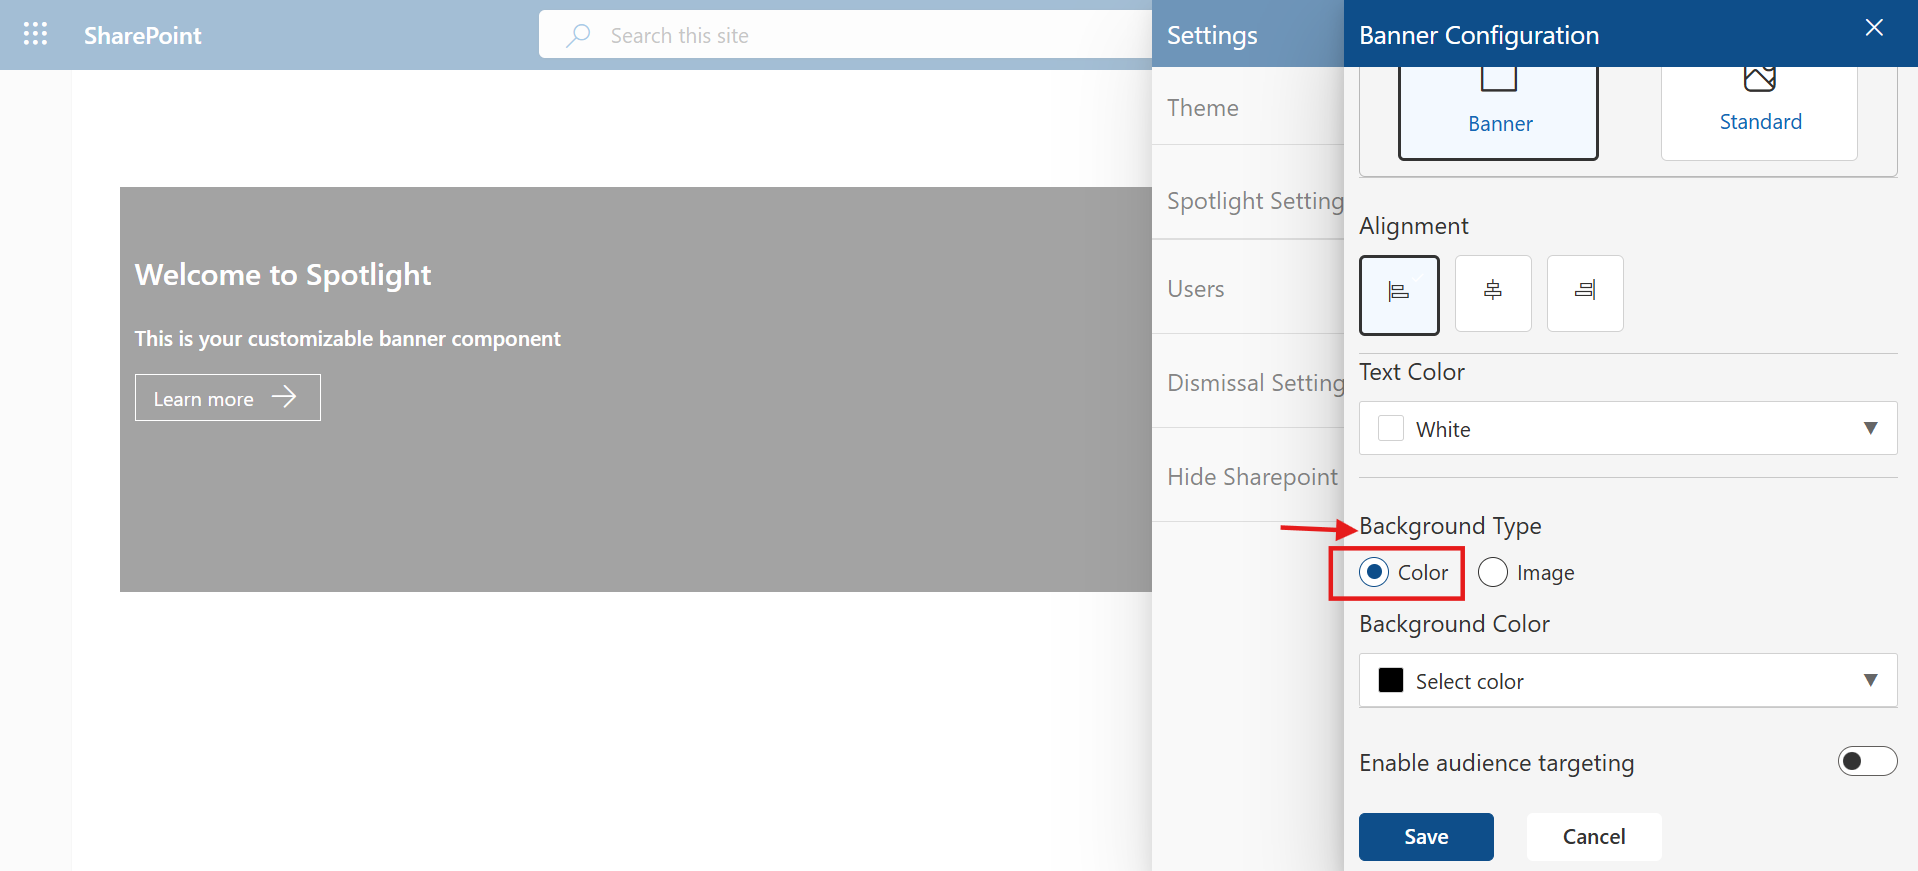 SharePoint
Search this site
Welcome to Spotlight
This is your customizable banner component
Learn more
Settings
Theme
Spotlight Setting
Users
Dismissal Setting
Hide Sharepoint
Banner Configuration
Banner
Standard
Alignment
Text Color
White
Background Type
Color
Image
Background Color
Select color
Enable audience targeting
Save
Cancel